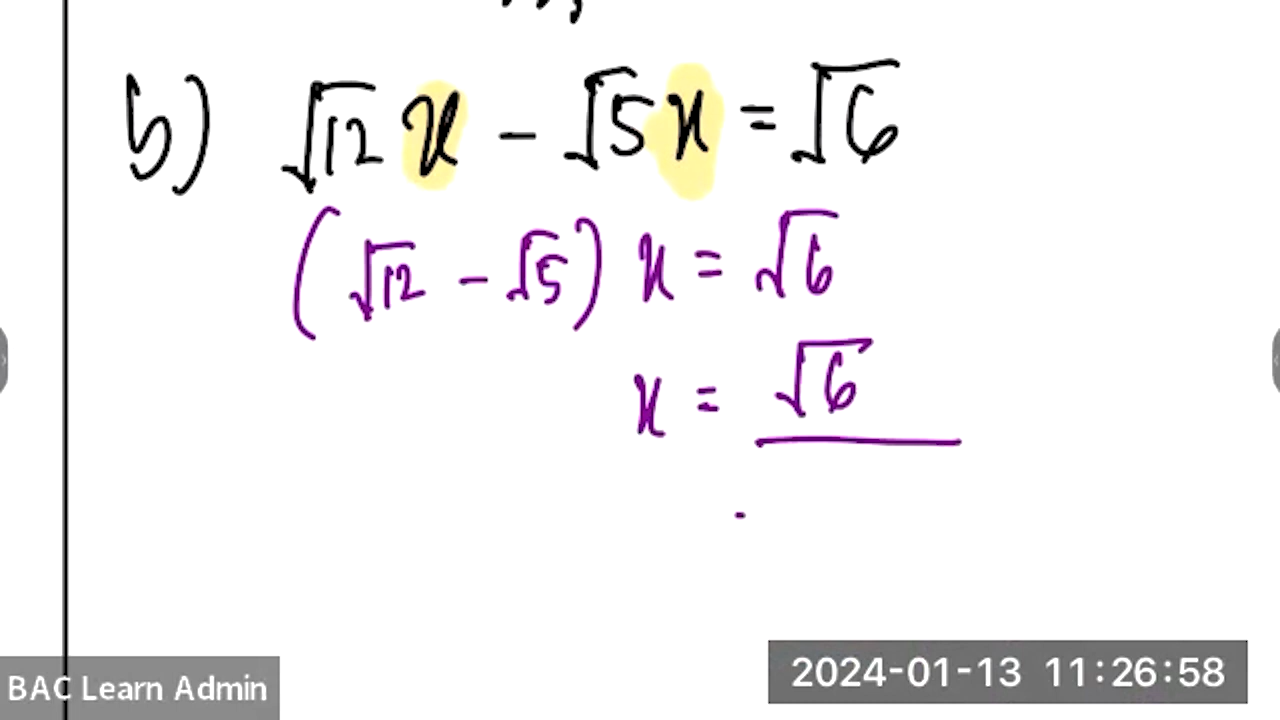 b) √12 x - √5 x = √6
(√12 - √5) x = √6
x = √6
BAC Learn Admin
2024-01-13 11:26:58